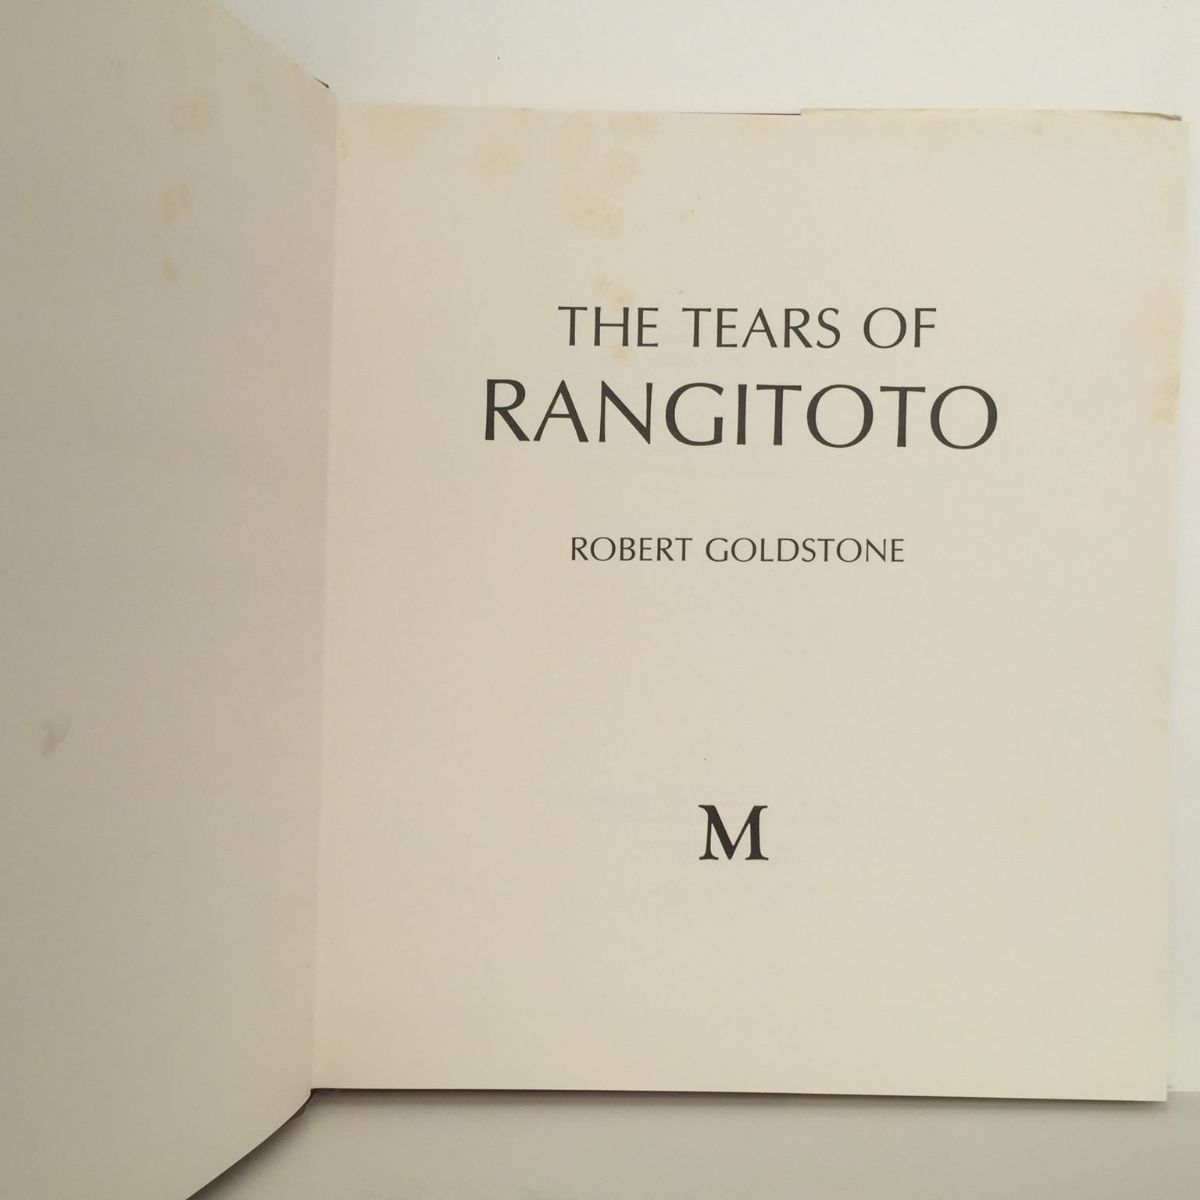 THE TEARS OF
RANGITOTO
ROBERT GOLDSTONE
M